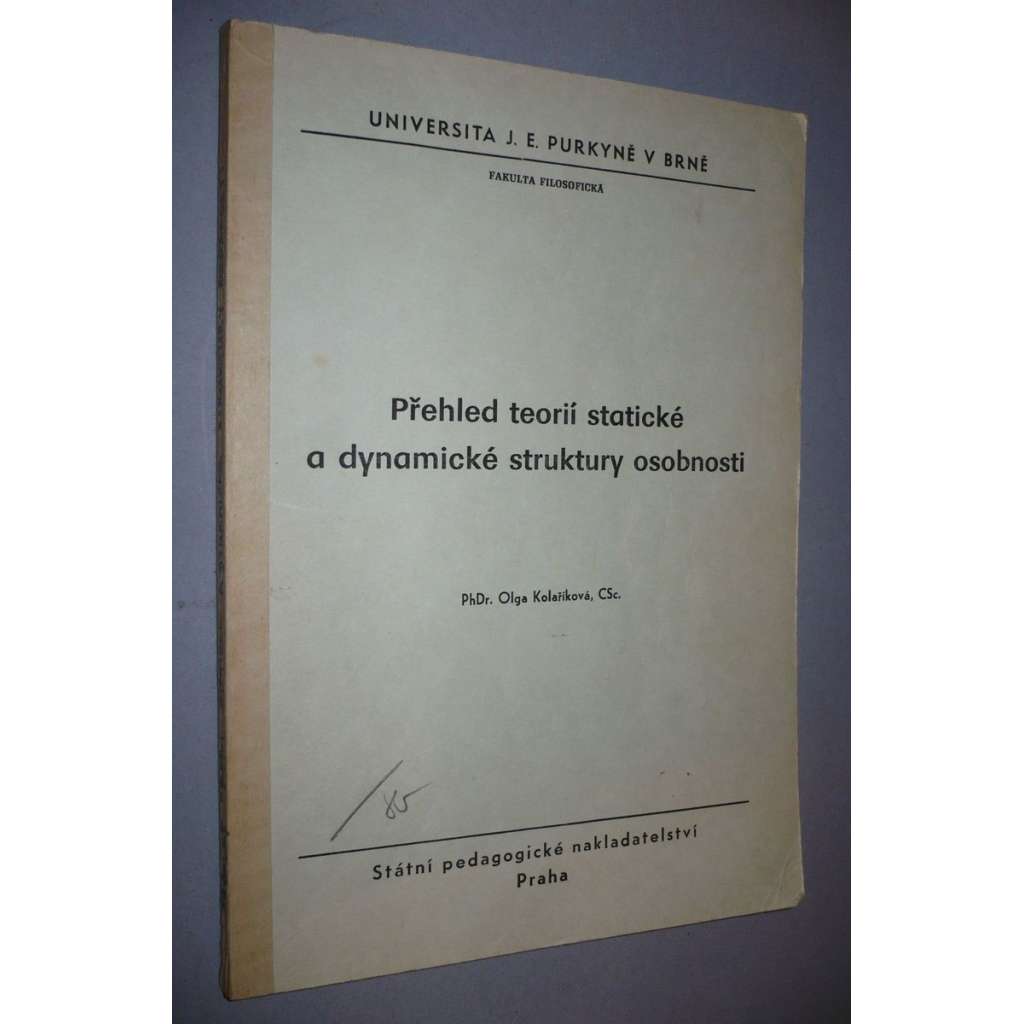 UNIVERSITA J. E. PURKYNĚ V BRNĚ
FAKULTA FILOSOFICKÁ
Přehled teorií statické
a dynamické struktury osobnosti
PhDr. Olga Kolaříková, CSc.
/85
Státní pedagogické nakladatelství
Praha